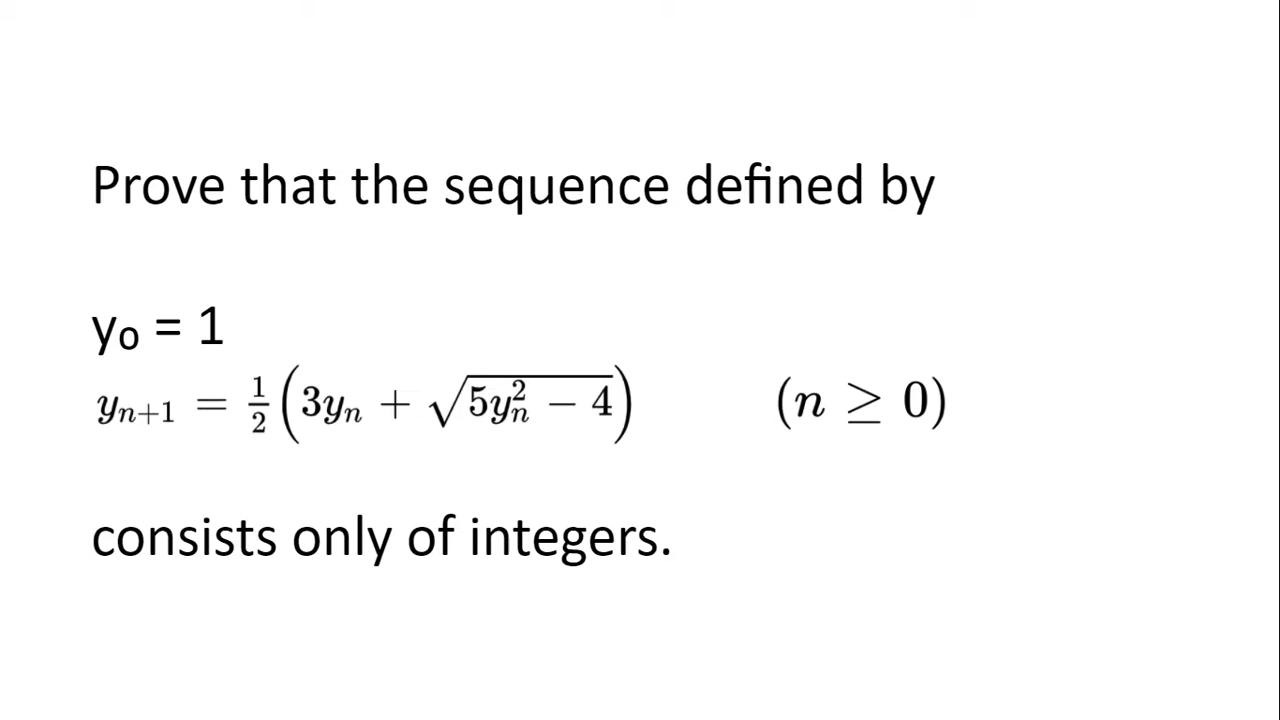 Prove that the sequence defined by
y₀ = 1
yₙ₊₁ = ½(3yₙ + √(5yₙ² − 4))   (n ≥ 0)
consists only of integers.